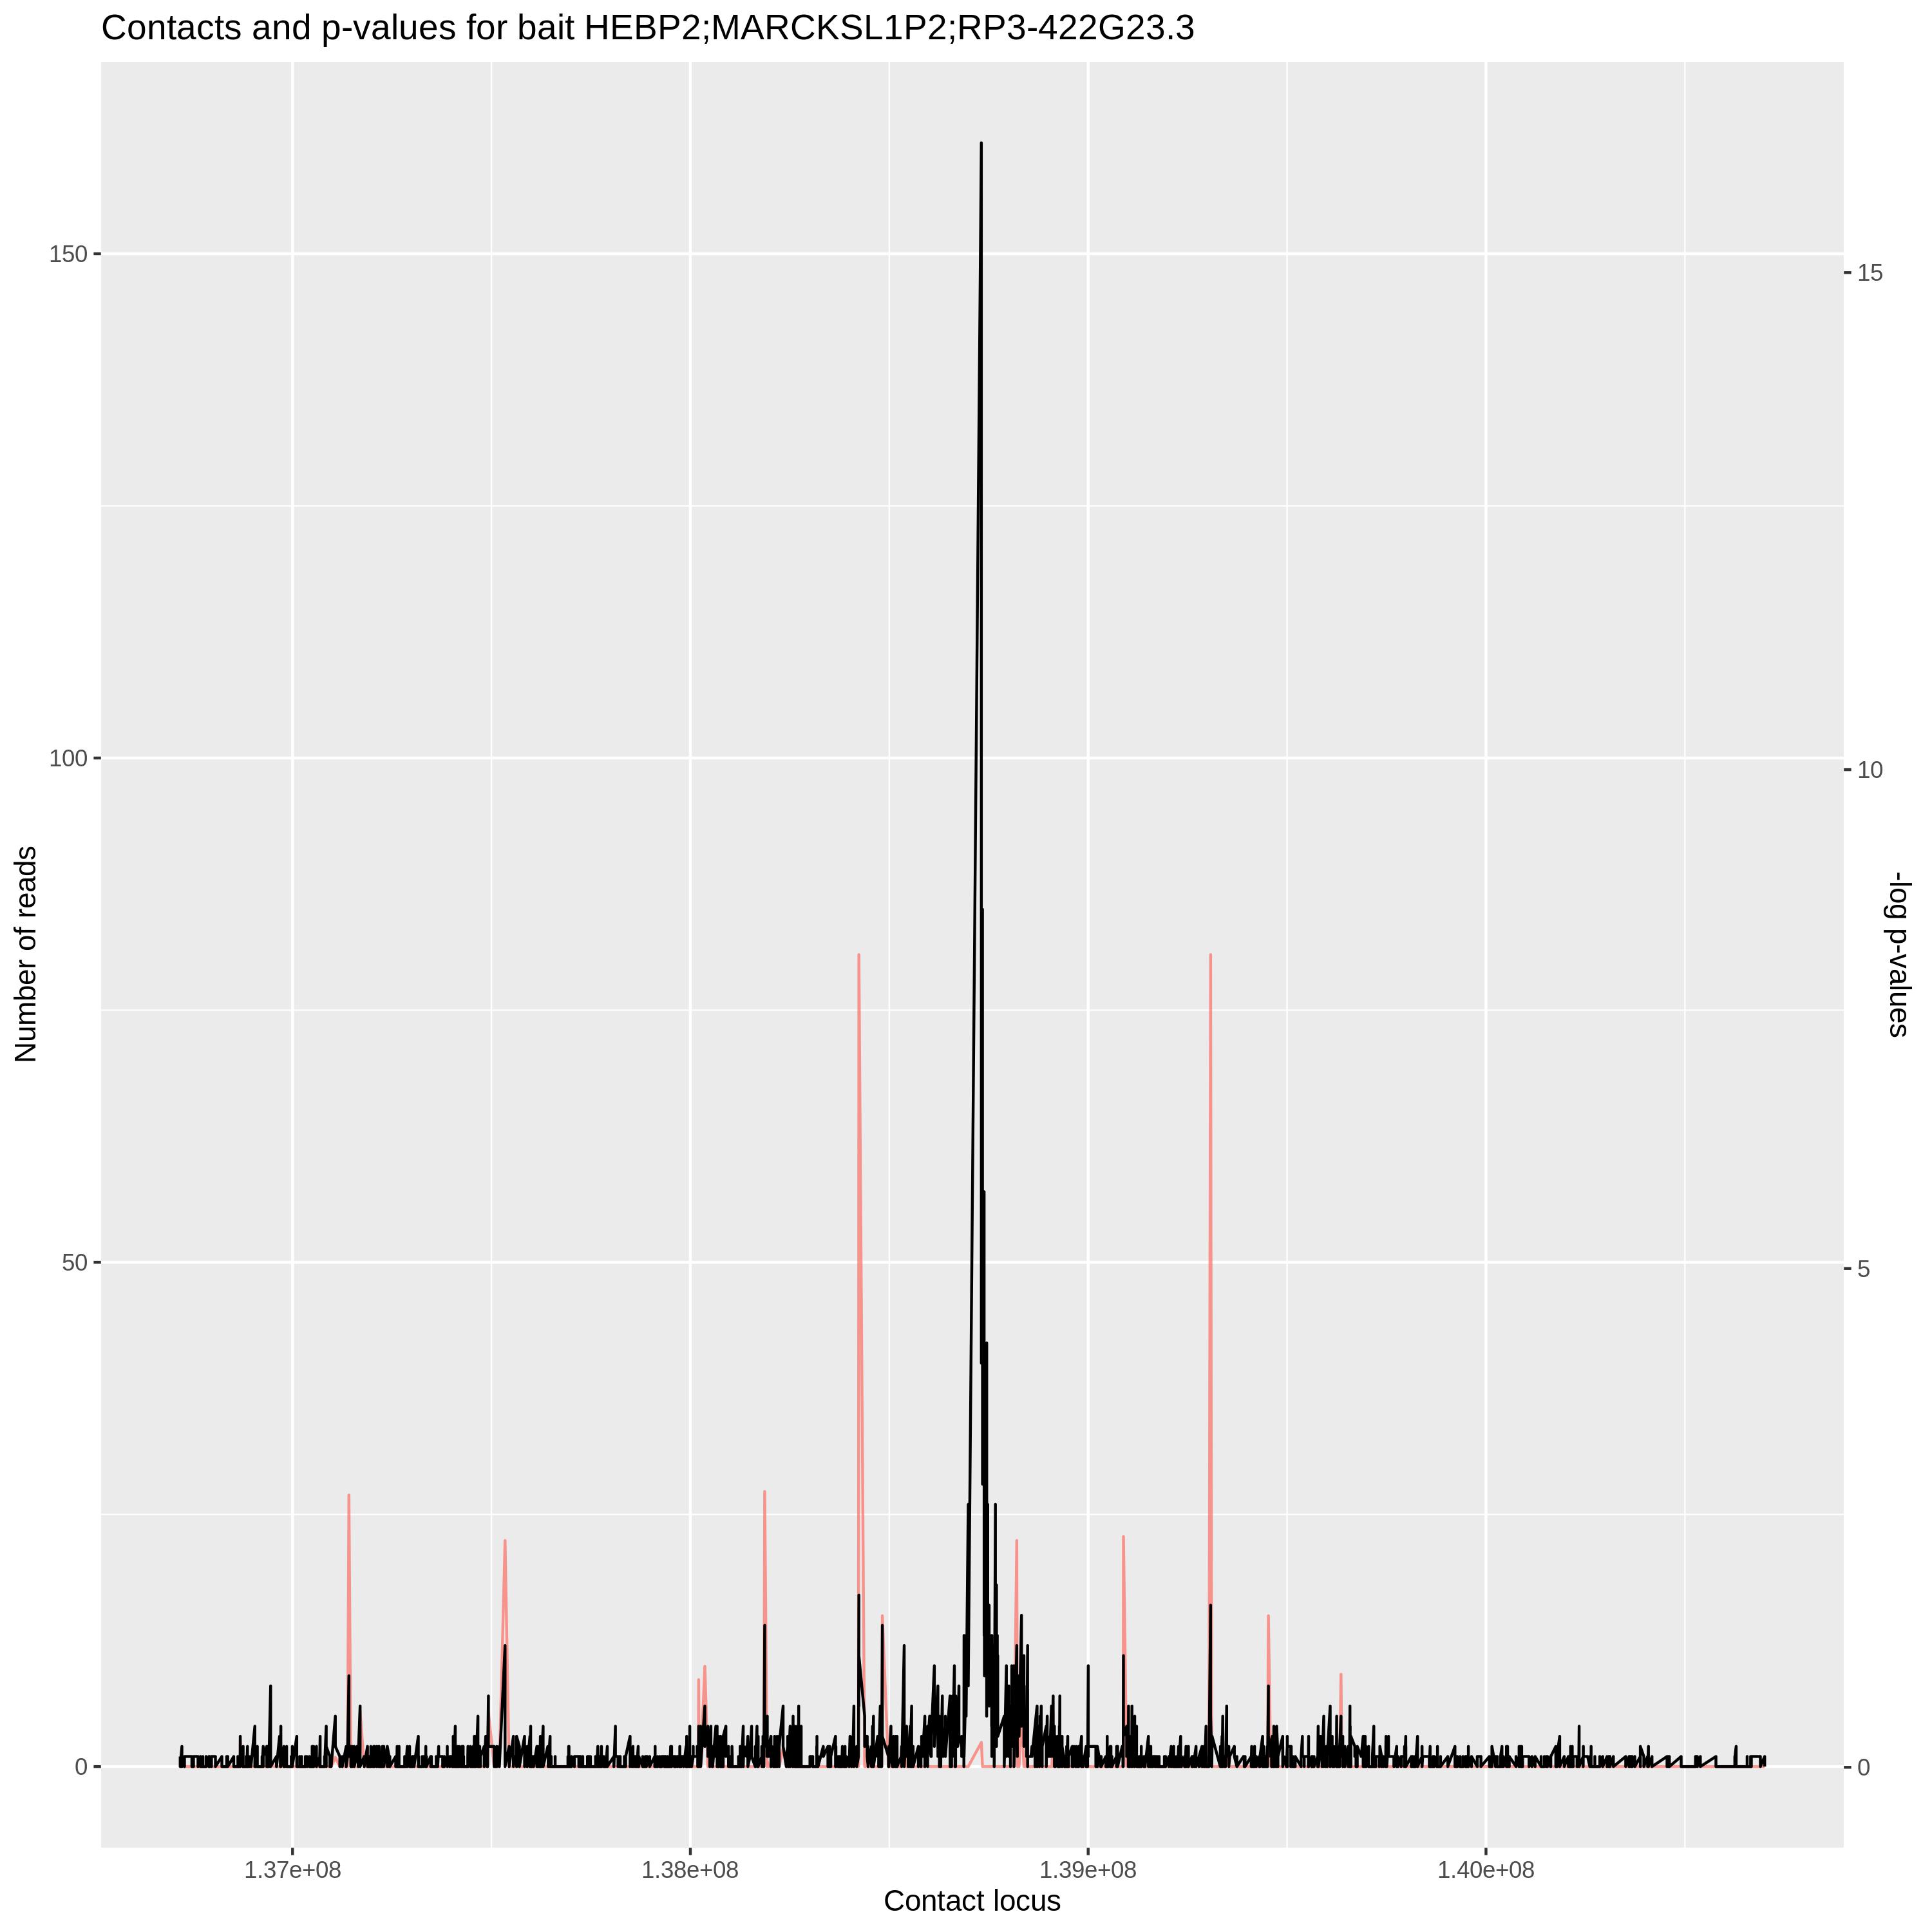 Contacts and p-values for bait HEBP2;MARCKSL1P2;RP3-422G23.3
150
100
50
0
Number of reads
15
10
5
0
-log p-values
1.37e+08
1.38e+08
1.39e+08
1.40e+08
Contact locus